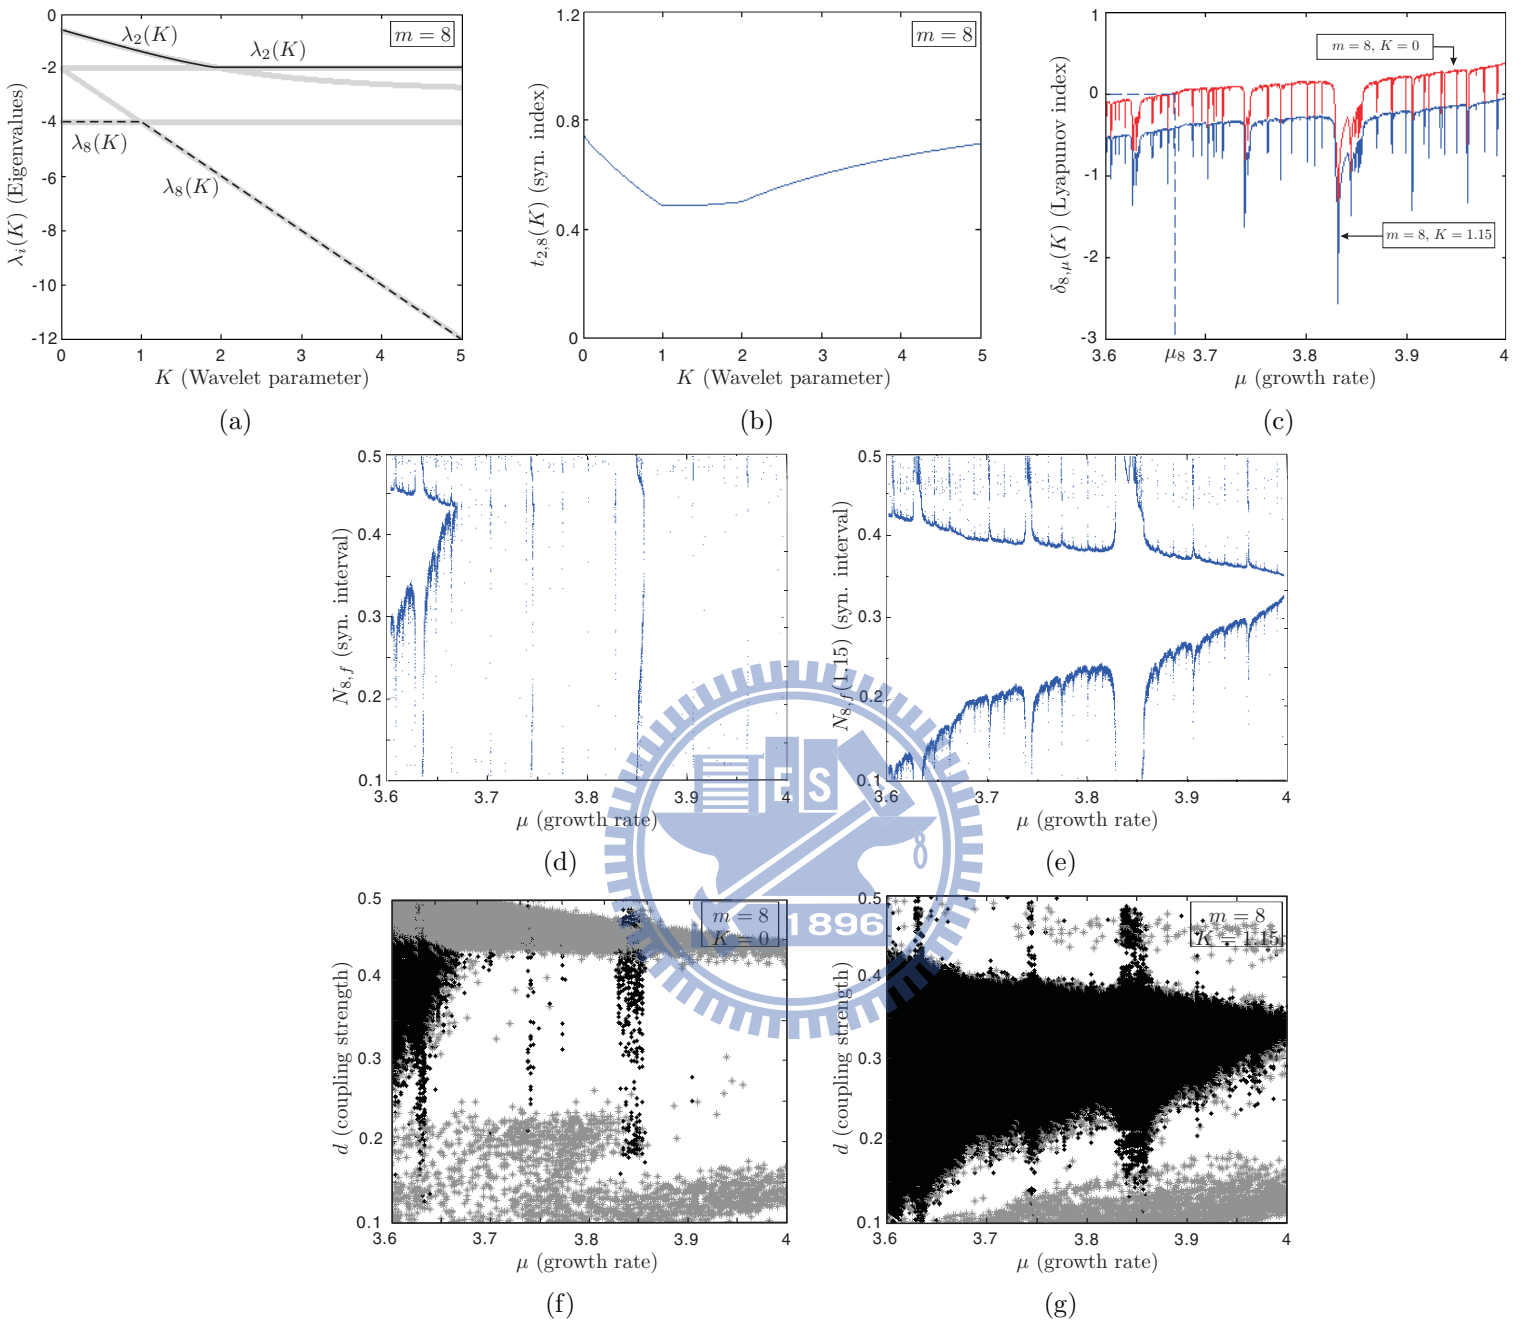 0
-2
-4
-6
-8
-10
-12
λ2(K)
λ2(K)
m = 8
λ8(K)
λ8(K)
λi(K) (Eigenvalues)
0 1 2 3 4 5
K (Wavelet parameter)
(a)
1.2
0.8
0.4
0
m = 8
t2,8(K) (syn. index)
0 1 2 3 4 5
K (Wavelet parameter)
(b)
1
0
-1
-2
-3
m = 8, K = 0
m = 8, K = 1.15
δ8,μ(K) (Lyapunov index)
3.6 μ8 3.7 3.8 3.9 4
μ (growth rate)
(c)
0.5
0.4
0.3
0.2
0.1
N8,f (syn. interval)
3.6 3.7 3.8 3.9 4
μ (growth rate)
(d)
0.5
0.4
0.3
0.2
0.1
N8,f(1.15) (syn. interval)
3.6 3.7 3.8 3.9 4
μ (growth rate)
(e)
E S
1896
0.5
0.4
0.3
0.2
0.1
m = 8
K = 0
d (coupling strength)
3.6 3.7 3.8 3.9 4
μ (growth rate)
(f)
0.5
0.4
0.3
0.2
0.1
m = 8
K = 1.15
d (coupling strength)
3.6 3.7 3.8 3.9 4
μ (growth rate)
(g)